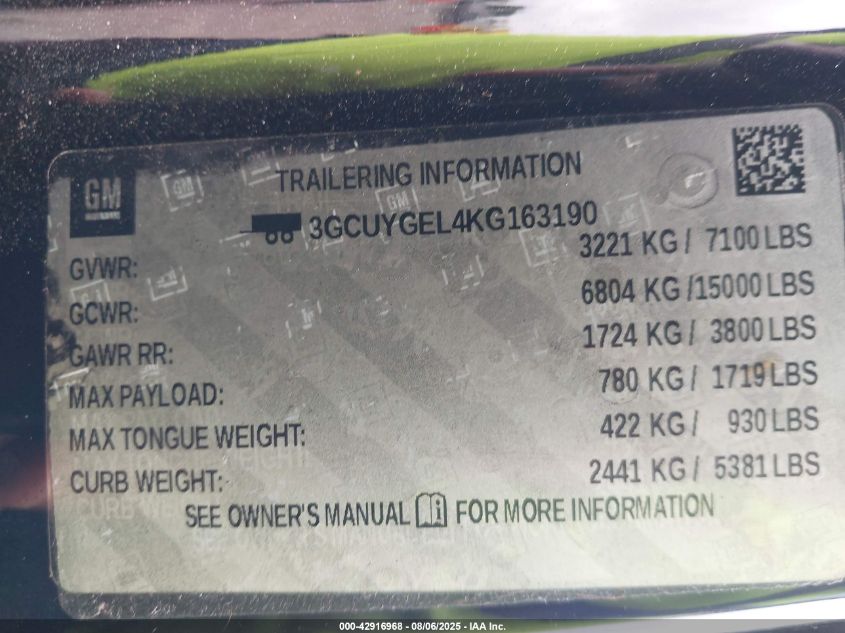 GM
TRAILERING INFORMATION
3GCUYGEL4KG163190
GVWR: 3221 KG / 7100 LBS
GCWR: 6804 KG /15000 LBS
GAWR RR: 1724 KG / 3800 LBS
MAX PAYLOAD: 780 KG / 1719 LBS
MAX TONGUE WEIGHT: 422 KG / 930 LBS
CURB WEIGHT: 2441 KG / 5381 LBS
SEE OWNER'S MANUAL FOR MORE INFORMATION
000-42916968 - 08/06/2025 - IAA Inc.